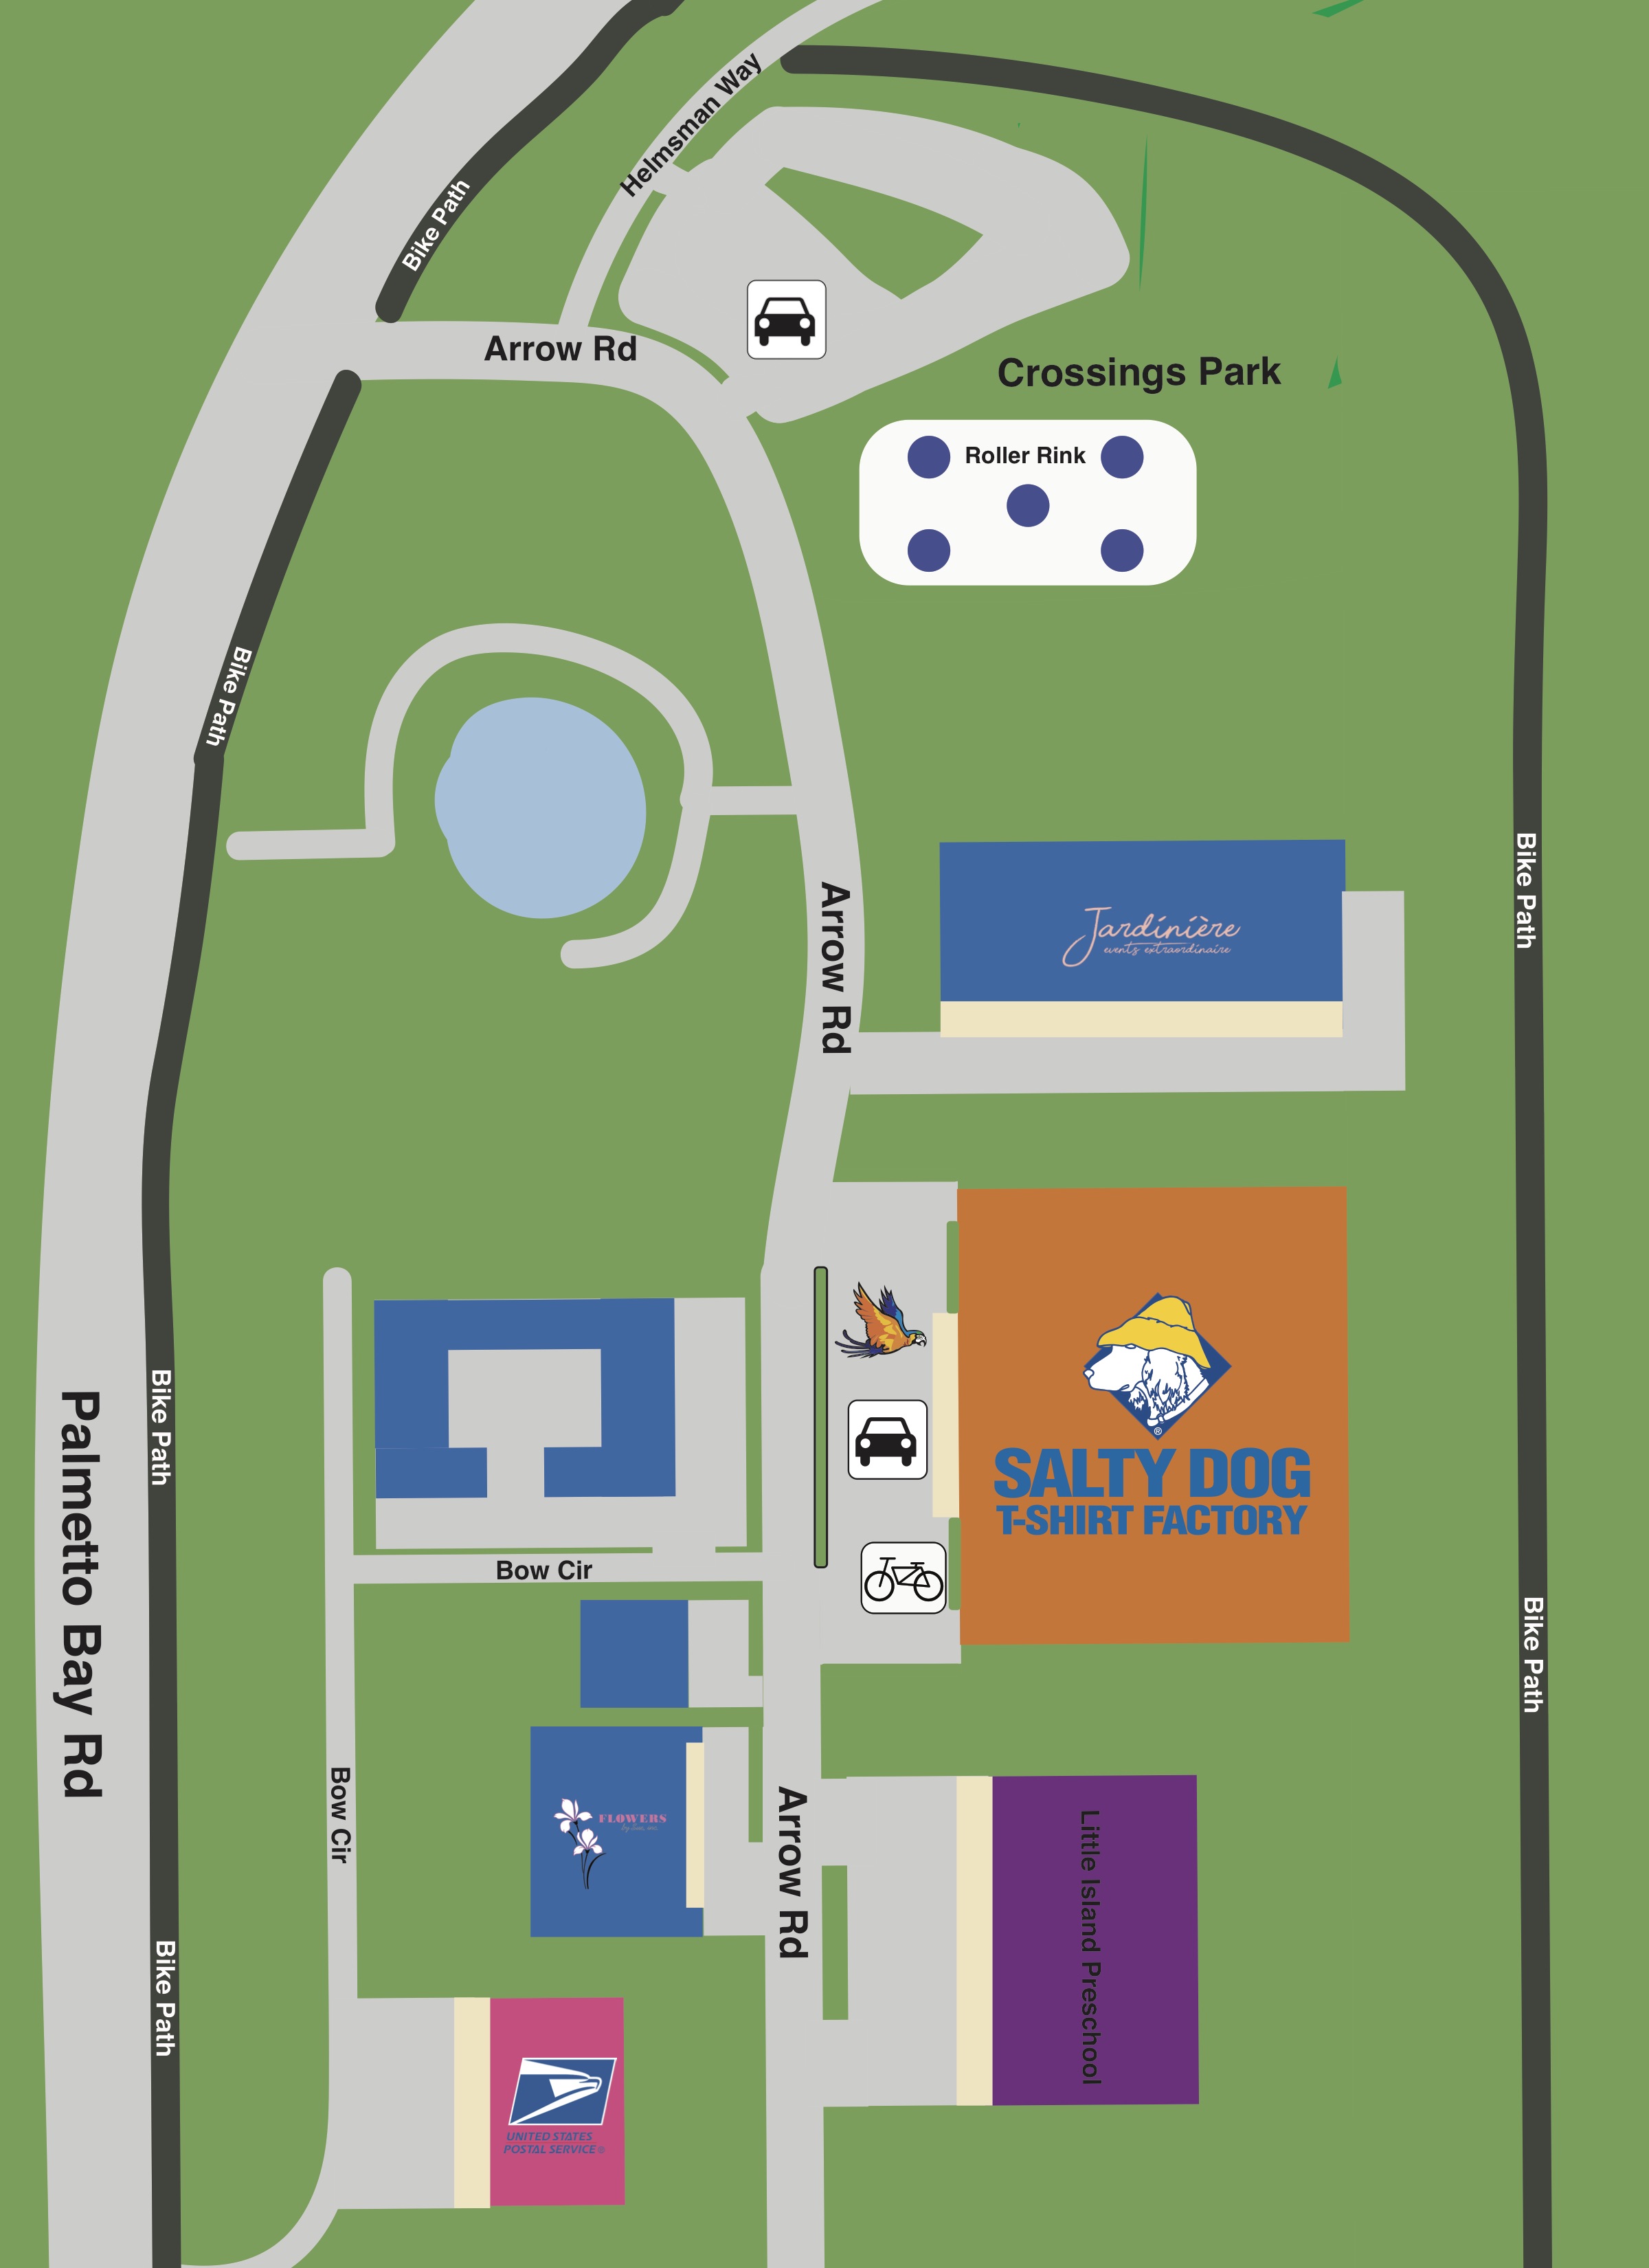 Helmsman Way
Bike Path
Arrow Rd
Crossings Park
Roller Rink
Bike Path
Bike Path
Arrow Rd
Jardinière
events extraordinaire
SALTY DOG
T-SHIRT FACTORY
®
Bike Path
Palmetto Bay Rd
Bow Cir
Bike Path
Bow Cir
FLOWERS
Arrow Rd
Little Island Preschool
Bike Path
UNITED STATES
POSTAL SERVICE®